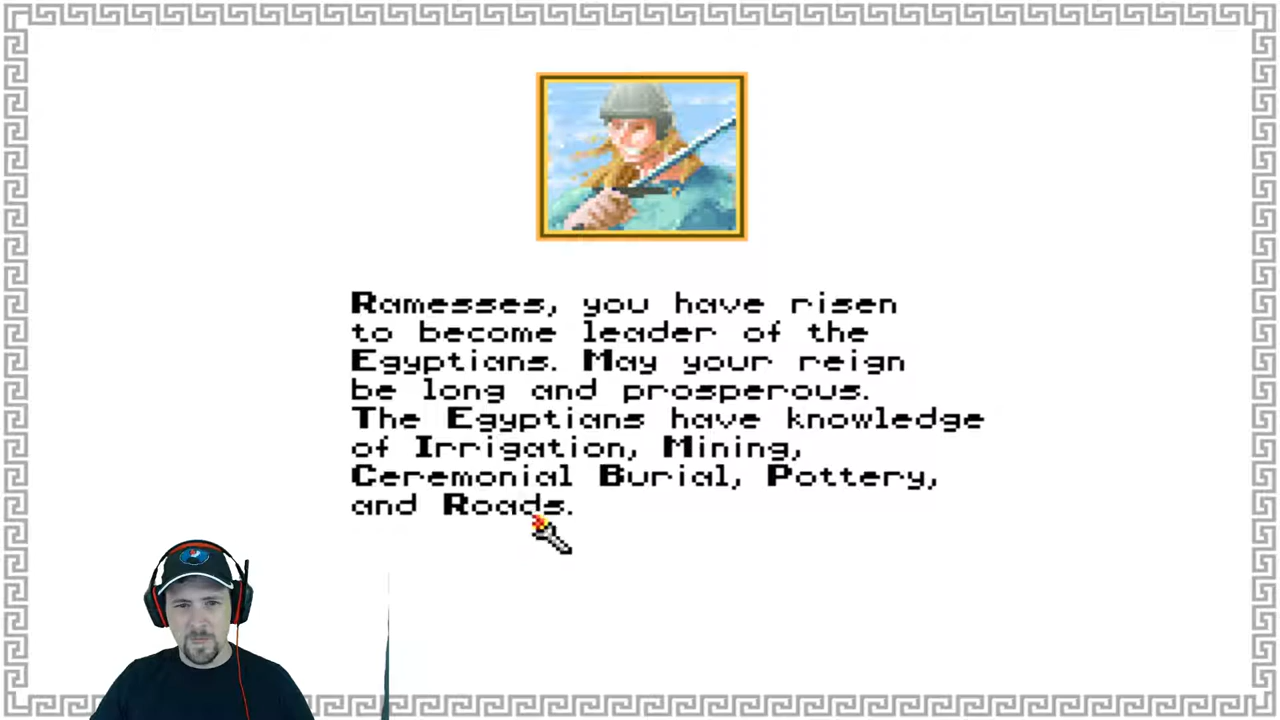 Ramesses, you have risen
to become leader of the
Egyptians. May your reign
be long and prosperous.
The Egyptians have knowledge
of Irrigation, Mining,
Ceremonial Burial, Pottery,
and Roads.